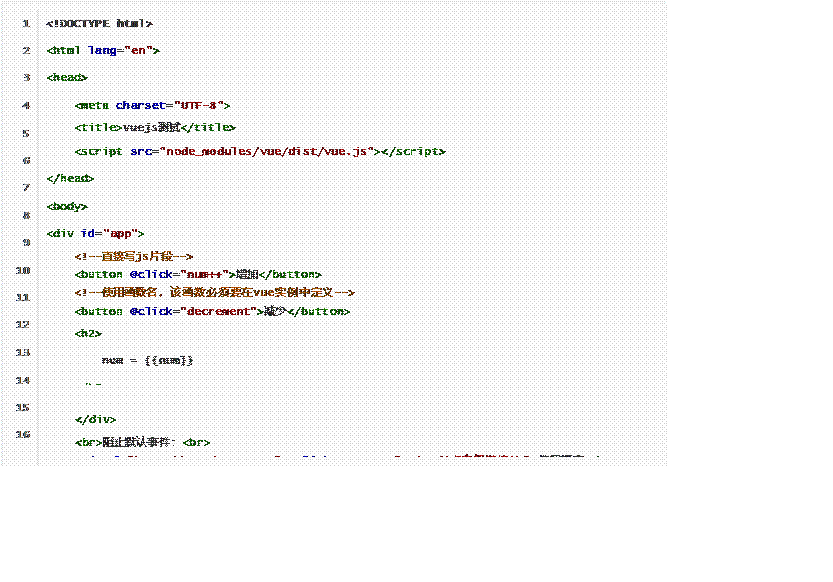 1 <!DOCTYPE html>
2 <html lang="en">
3 <head>
4 <meta charset="UTF-8">
5 <title>vuejs测试</title>
6 <script src="node_modules/vue/dist/vue.js"></script>
7 </head>
8 <body>
9 <div id="app">
<!--直接写js片段-->
10 <button @click="num++">增加</button>
11 <!--使用函数名，该函数必须要在vue实例中定义-->
12 <button @click="decrement">减少</button>
<h2>
13 num = {{num}}
14
15 </div>
16 <br>阻止默认事件：<br>